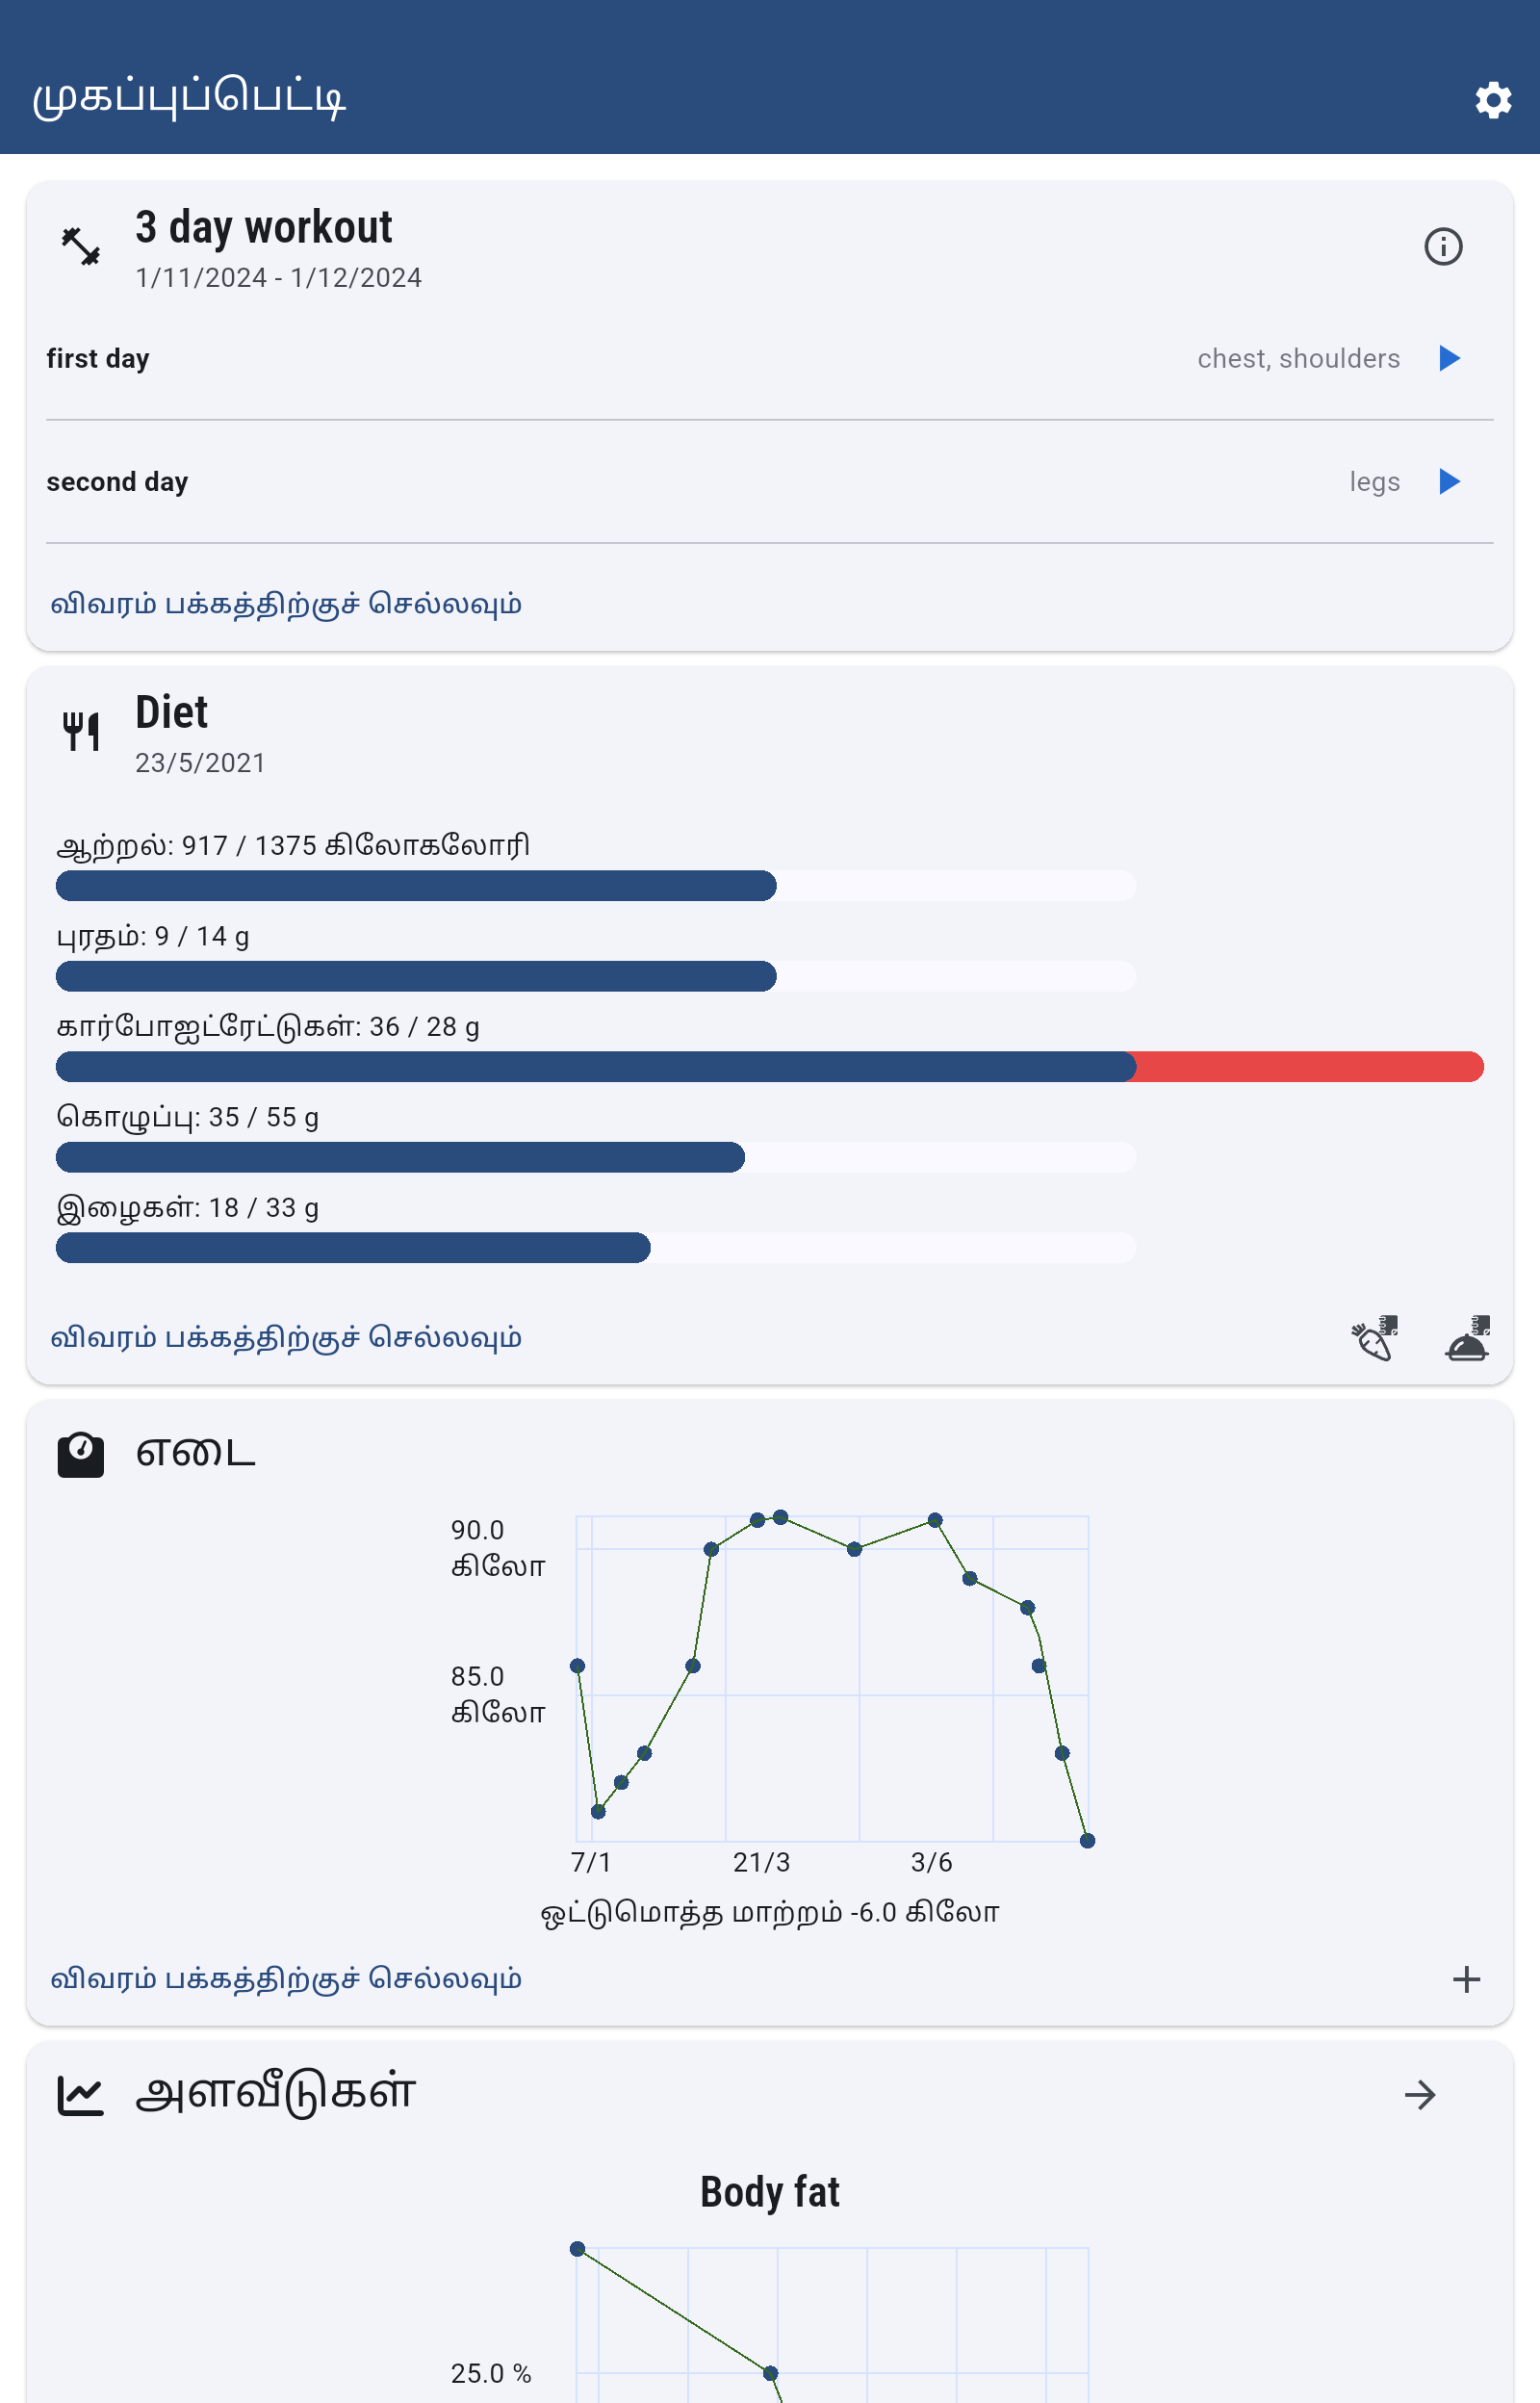 முகப்புப்பெட்டி
3 day workout
1/11/2024 - 1/12/2024
first day
chest, shoulders
second day
legs
விவரம் பக்கத்திற்குச் செல்லவும்
Diet
23/5/2021
ஆற்றல்: 917 / 1375 கிலோகலோரி
புரதம்: 9 / 14 g
கார்போஐட்ரேட்டுகள்: 36 / 28 g
கொழுப்பு: 35 / 55 g
இழைகள்: 18 / 33 g
விவரம் பக்கத்திற்குச் செல்லவும்
எடை
90.0
கிலோ
85.0
கிலோ
7/1
21/3
3/6
ஒட்டுமொத்த மாற்றம் -6.0 கிலோ
விவரம் பக்கத்திற்குச் செல்லவும்
அளவீடுகள்
Body fat
25.0 %